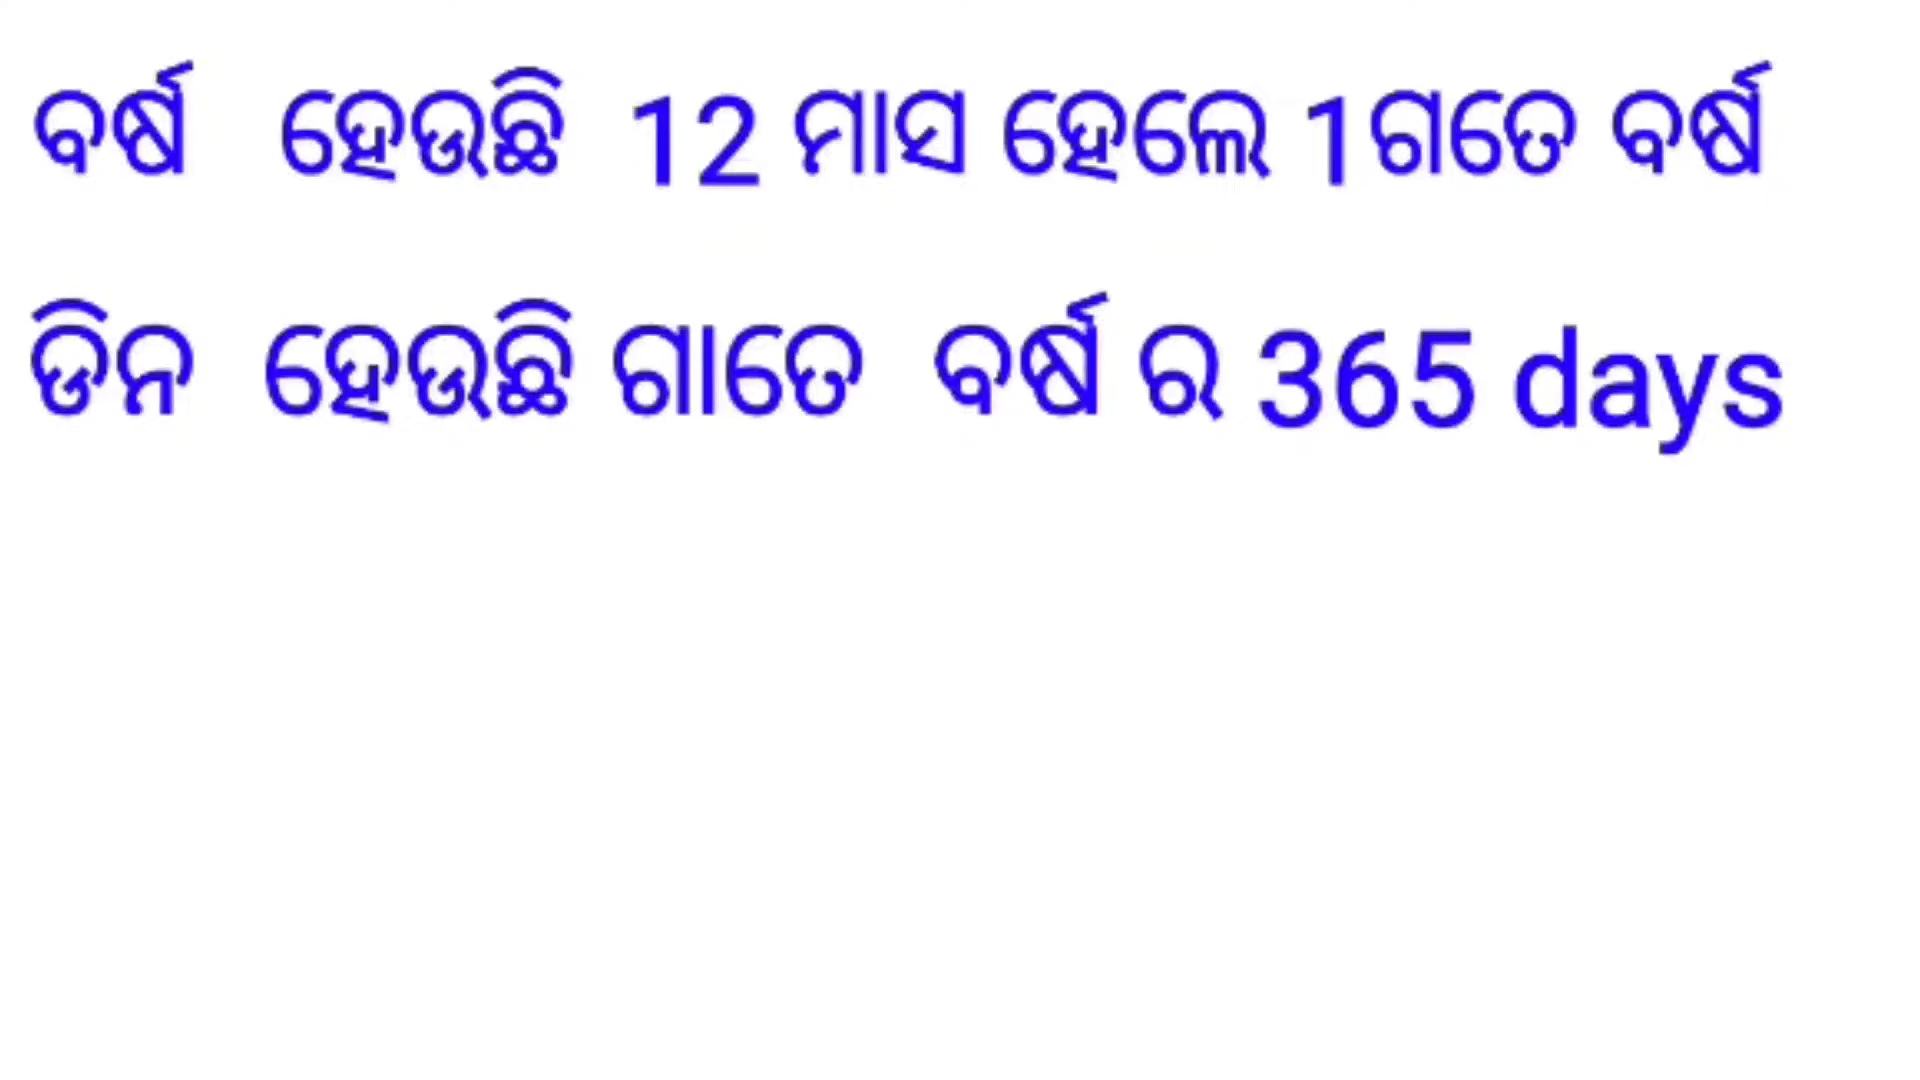 ବର୍ଷ ହେଉଛି 12 ମାସ ହେଲେ 1ଗତେ ବର୍ଷ
ଡିନ ହେଉଛି ଗାତେ ବର୍ଷ ର 365 days